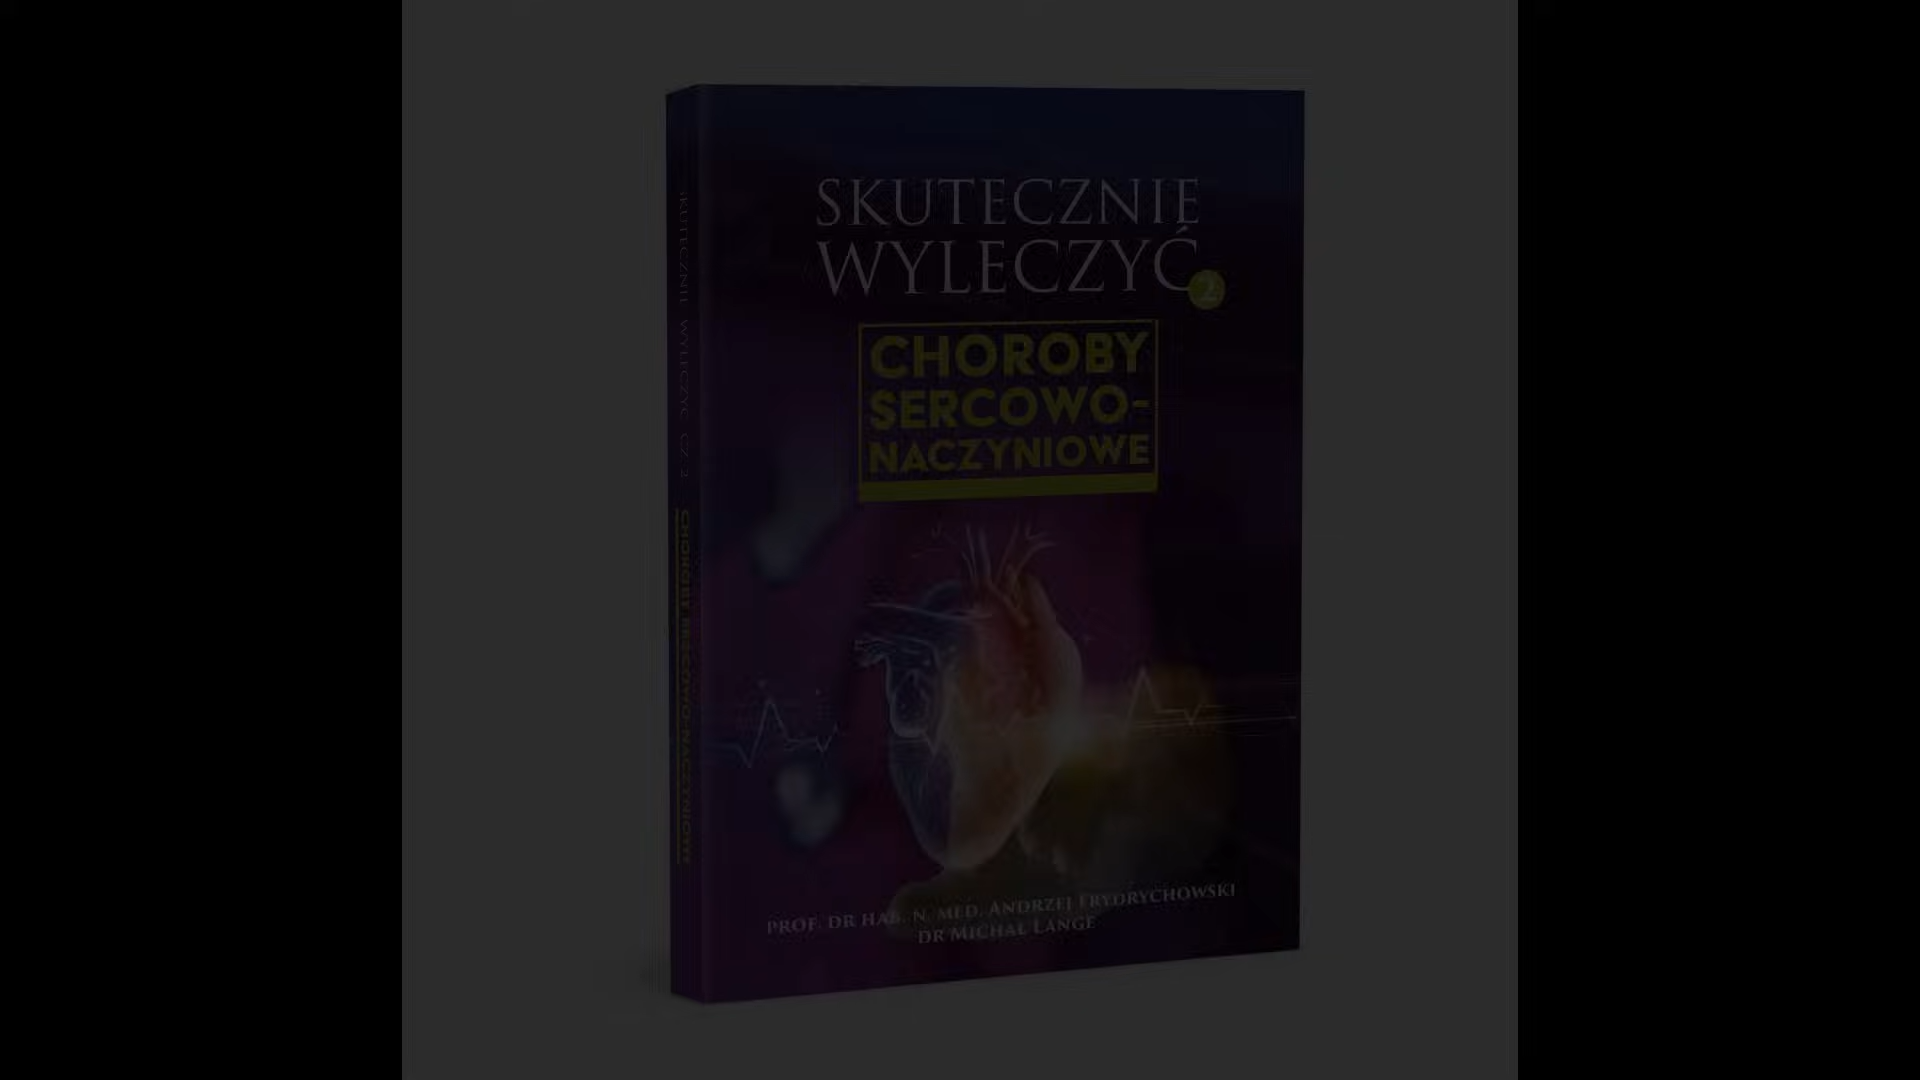 SKUTECZNIE
WYLECZYĆ
2
CHOROBY
SERCOWO-
NACZYNIOWE
PROF. DR HAB. N. MED. ANDRZEJ FRYDRYCHOWSKI
DR MICHAŁ LANGE
SKUTECZNIE WYLECZYĆ CZ. 2 CHOROBY SERCOWO-NACZYNIOWE